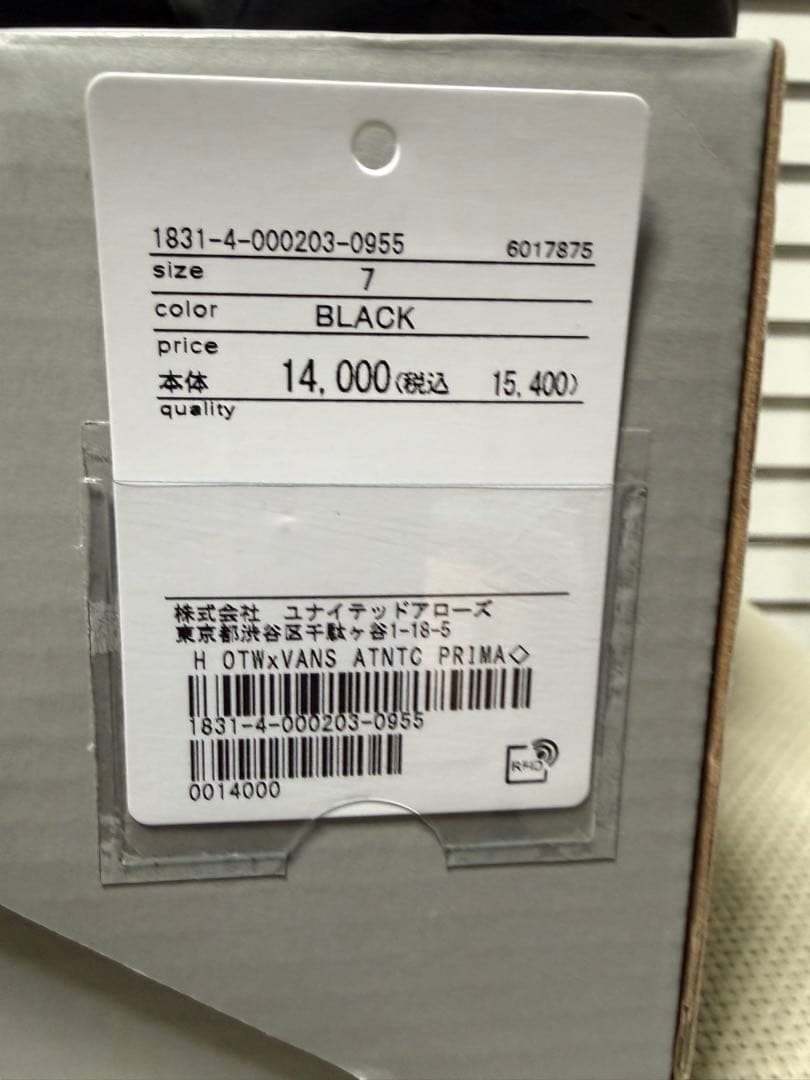 1831-4-000203-0955 6017875
size 7
color BLACK
price
本体 14,000(税込 15,400)
quality
株式会社 ユナイテッドアローズ
東京都渋谷区千駄ヶ谷1-18-5
H OTWxVANS ATNTC PRIMA◇
1831-4-000203-0955
0014000
RFID